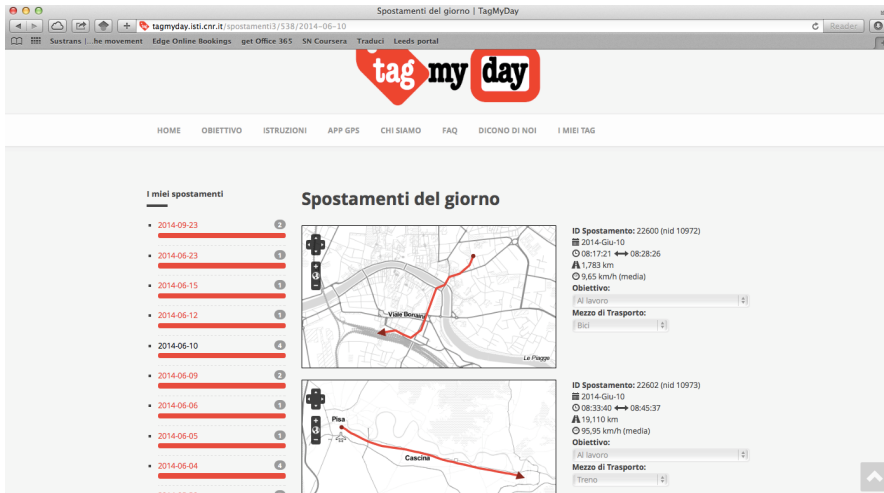 Spostamenti del giorno | TagMyDay
tagmyday.isti.cnr.it/spostamenti3/538/2014-06-10
Reader
Sustrans |...he movement Edge Online Bookings get Office 365 SN Coursera Traduci Leeds portal
tag my day
HOME OBIETTIVO ISTRUZIONI APP GPS CHI SIAMO FAQ DICONO DI NOI I MIEI TAG
I miei spostamenti
2014-09-23 2
2014-06-23 1
2014-06-15 1
2014-06-12 1
2014-06-10 4
2014-06-09 2
2014-06-06 1
2014-06-05 1
2014-06-04 4
Spostamenti del giorno
Viale Bonaini
Le Piagge
ID Spostamento: 22600 (nid 10972)
2014-Giu-10
08:17:21 ↔ 08:28:26
1,783 km
9,65 km/h (media)
Obiettivo:
Al lavoro
Mezzo di Trasporto:
Bici
Pisa
Cascina
ID Spostamento: 22602 (nid 10973)
2014-Giu-10
08:33:40 ↔ 08:45:37
19,110 km
95,95 km/h (media)
Obiettivo:
Al lavoro
Mezzo di Trasporto:
Treno